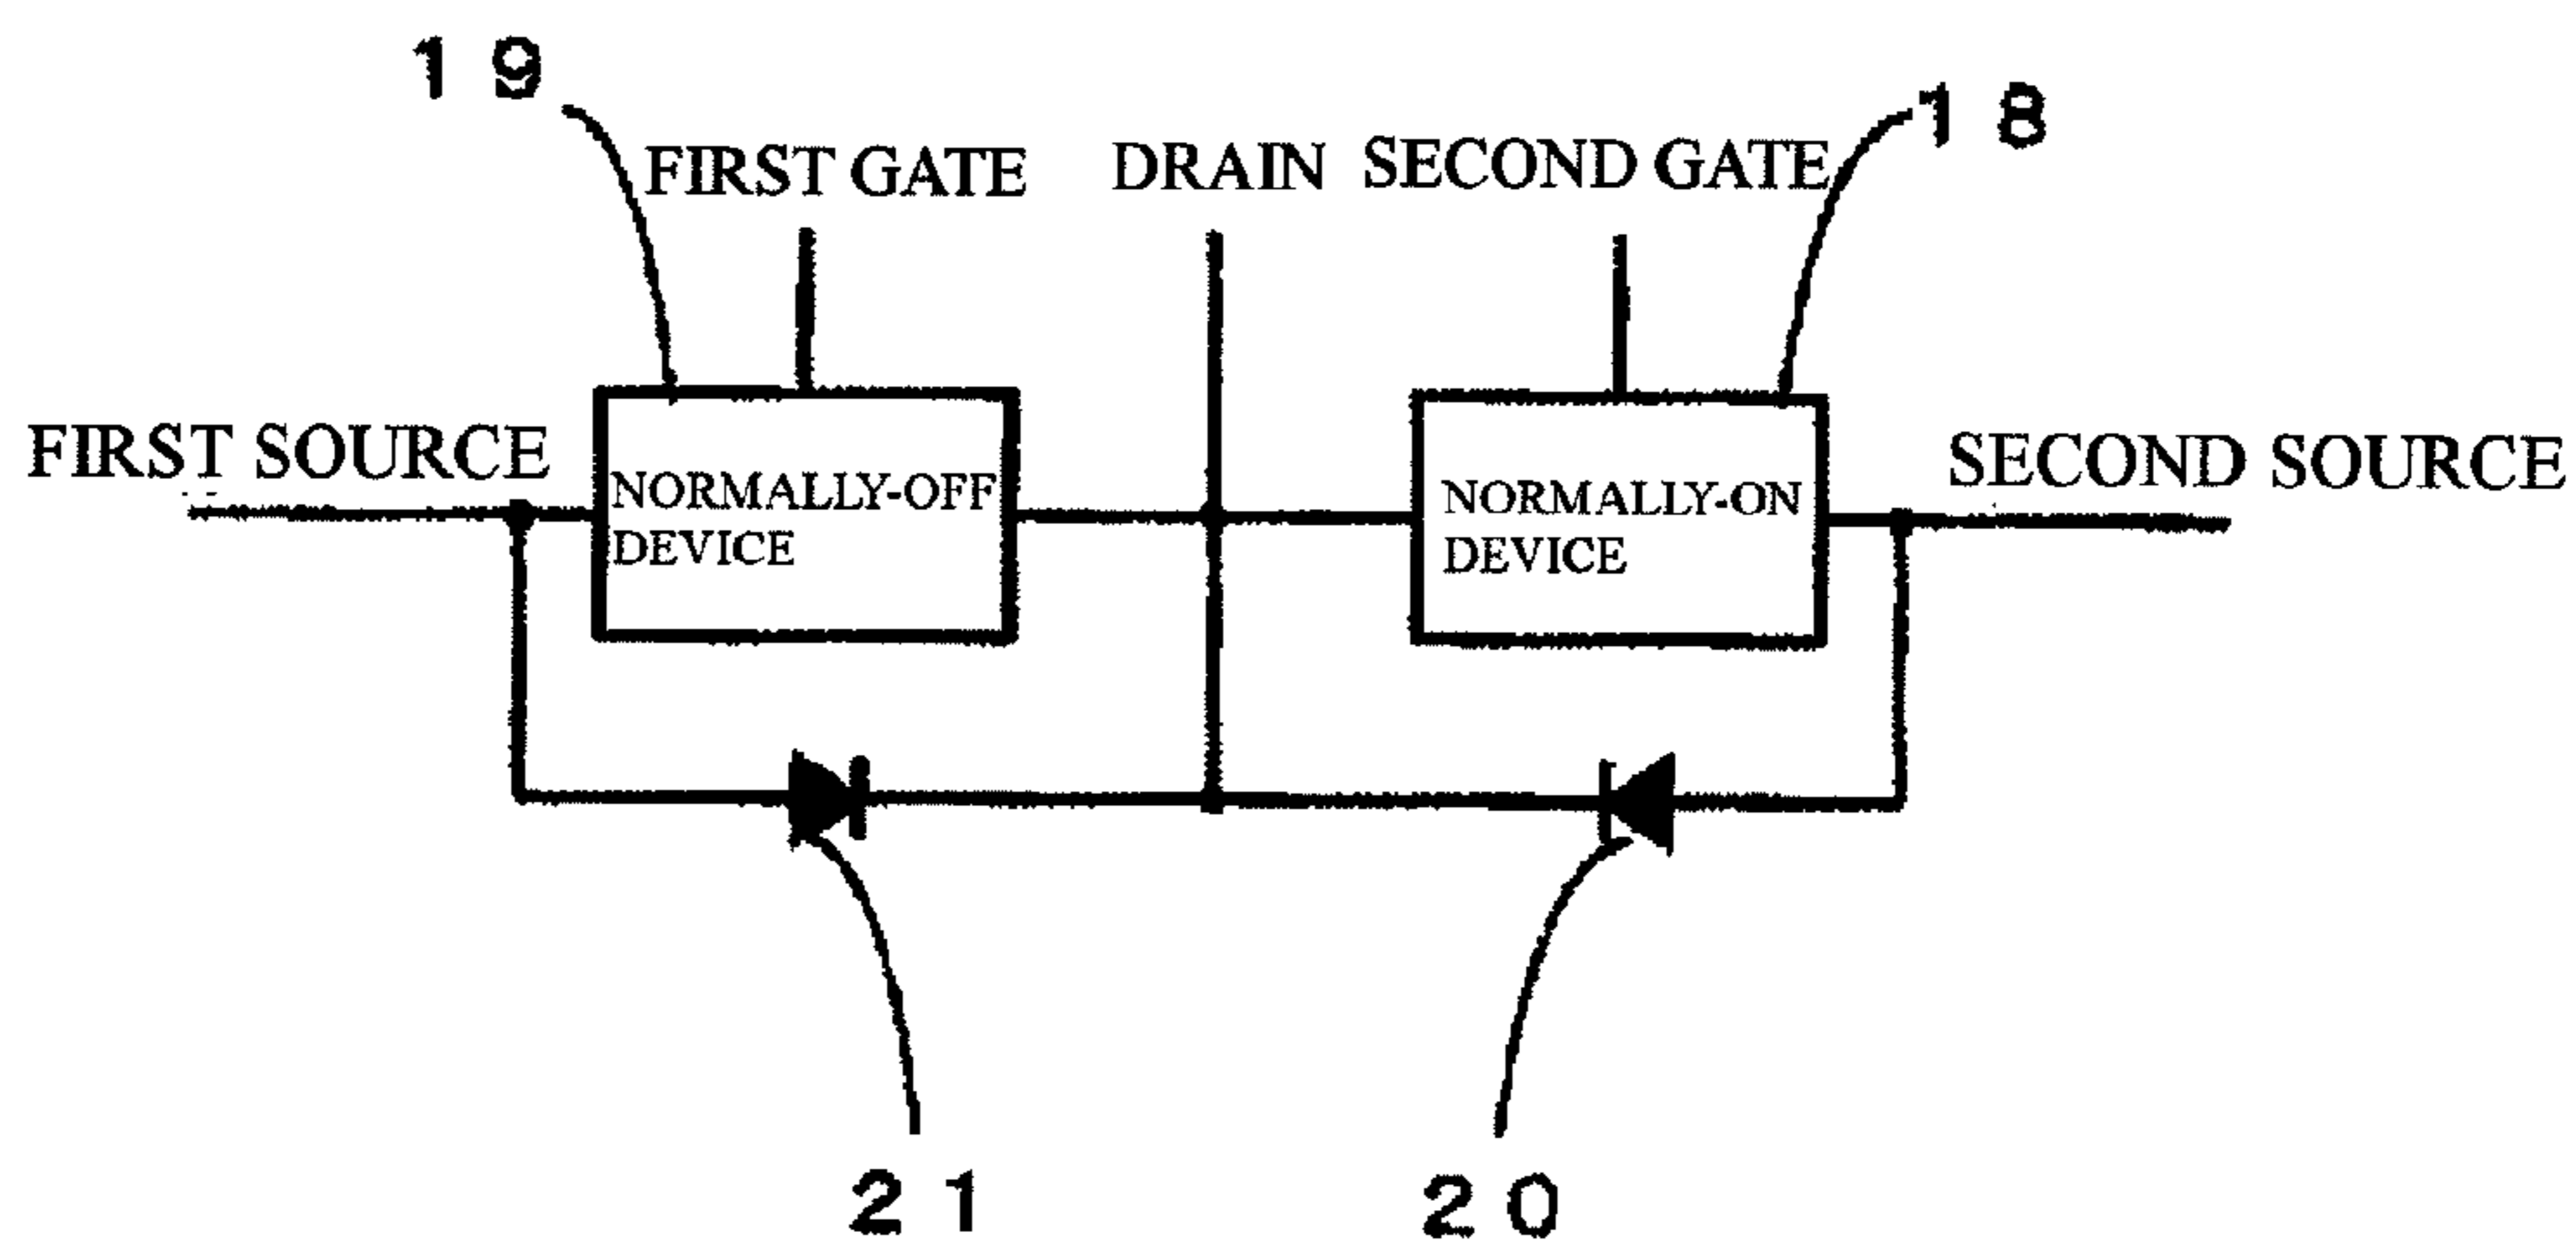 19
18
FIRST GATE
DRAIN
SECOND GATE
FIRST SOURCE
NORMALLY-OFF
DEVICE
NORMALLY-ON
DEVICE
SECOND SOURCE
21
20